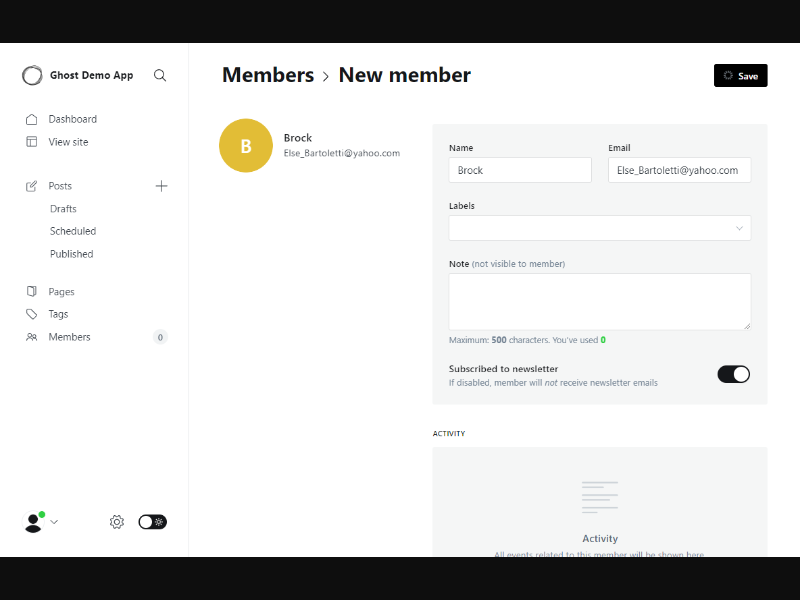 Ghost Demo App
Dashboard
View site
Posts
Drafts
Scheduled
Published
Pages
Tags
Members
0
Members > New member
Save
B
Brock
Else_Bartoletti@yahoo.com
Name
Email
Brock
Else_Bartoletti@yahoo.com
Labels
Note (not visible to member)
Maximum: 500 characters. You've used 0
Subscribed to newsletter
If disabled, member will not receive newsletter emails
ACTIVITY
Activity
All events related to this member will be shown here